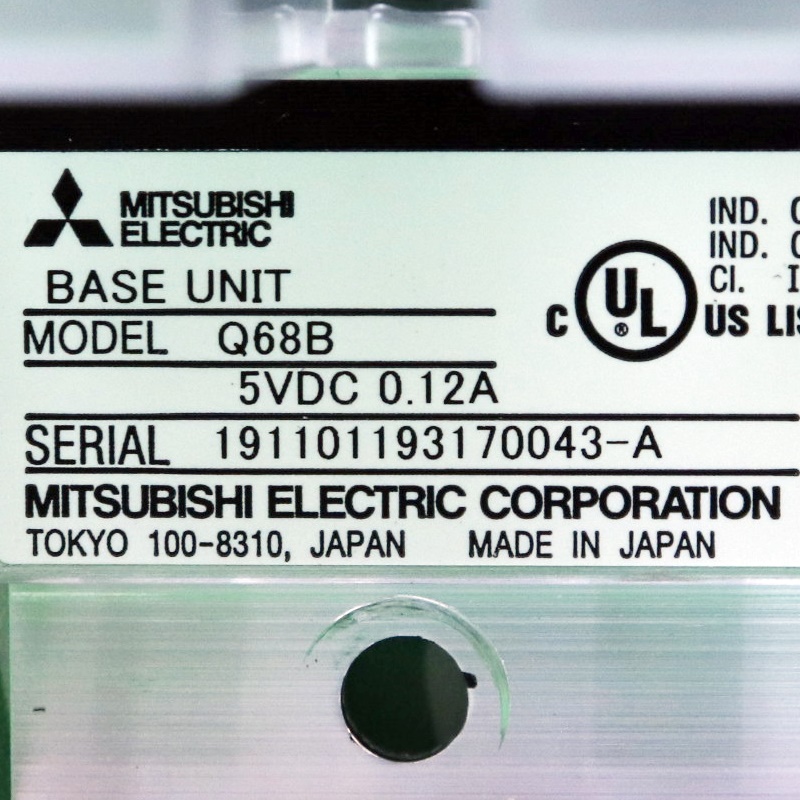 MITSUBISHI
ELECTRIC
BASE UNIT
MODEL Q68B
5VDC 0.12A
SERIAL 191101193170043-A
MITSUBISHI ELECTRIC CORPORATION
TOKYO 100-8310, JAPAN MADE IN JAPAN
IND.
IND.
CI.
C UL ® US